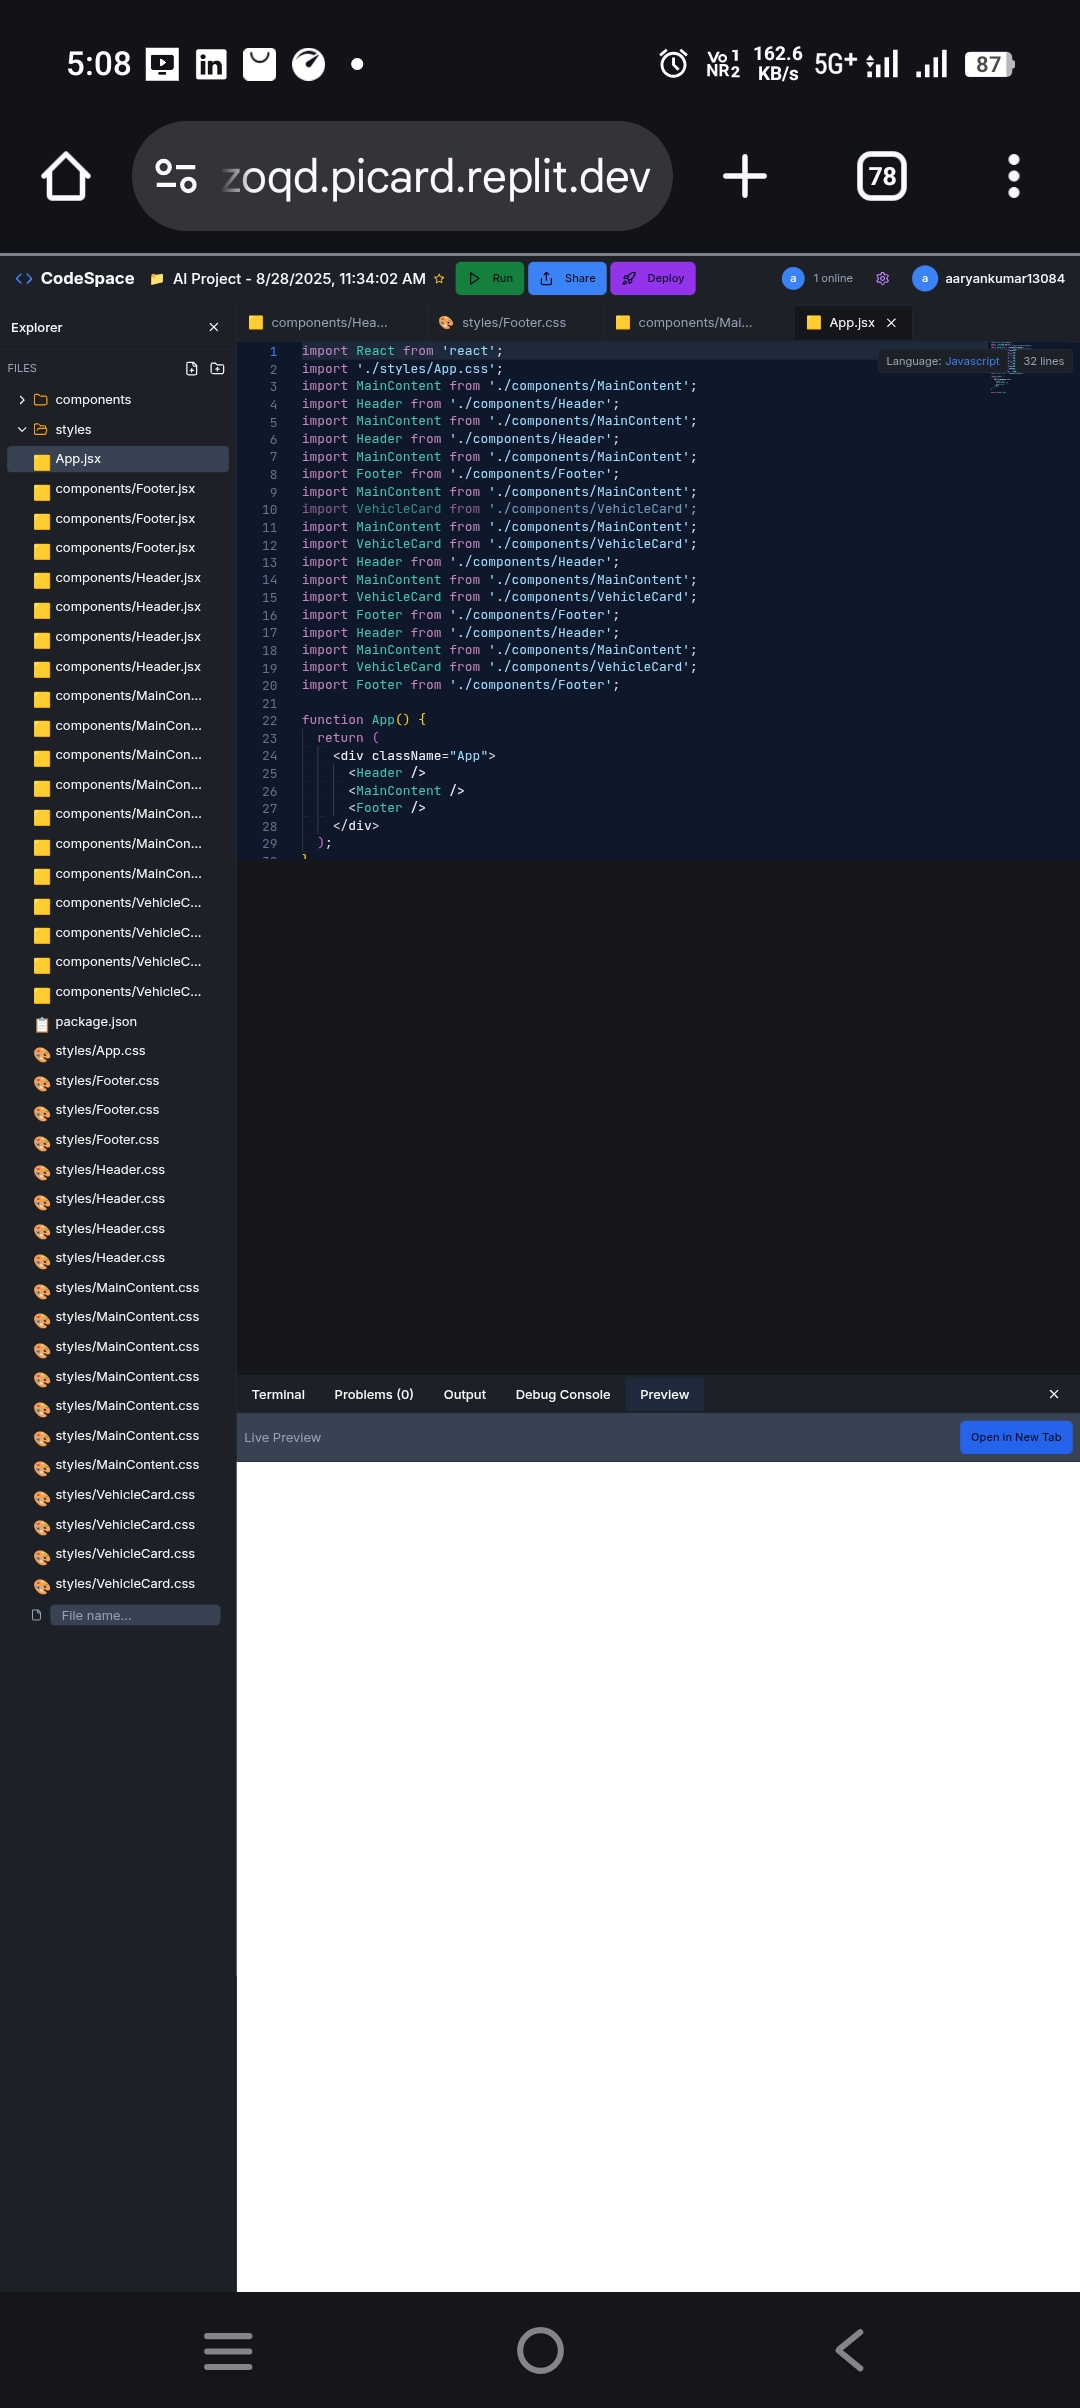 5:08
Vo 1
NR2
162.6
KB/s
5G+
87
zoqd.picard.replit.dev
78
CodeSpace
AI Project - 8/28/2025, 11:34:02 AM
Run
Share
Deploy
a
1 online
a
aaryankumar13084
Explorer
components/Hea...
styles/Footer.css
components/Mai...
App.jsx
FILES
components
styles
App.jsx
components/Footer.jsx
components/Footer.jsx
components/Footer.jsx
components/Header.jsx
components/Header.jsx
components/Header.jsx
components/Header.jsx
components/MainCon...
components/MainCon...
components/MainCon...
components/MainCon...
components/MainCon...
components/MainCon...
components/MainCon...
components/VehicleC...
components/VehicleC...
components/VehicleC...
components/VehicleC...
package.json
styles/App.css
styles/Footer.css
styles/Footer.css
styles/Footer.css
styles/Header.css
styles/Header.css
styles/Header.css
styles/Header.css
styles/MainContent.css
styles/MainContent.css
styles/MainContent.css
styles/MainContent.css
styles/MainContent.css
styles/MainContent.css
styles/MainContent.css
styles/VehicleCard.css
styles/VehicleCard.css
styles/VehicleCard.css
styles/VehicleCard.css
File name...
Language: Javascript
32 lines
1 import React from 'react';
2 import './styles/App.css';
3 import MainContent from './components/MainContent';
4 import Header from './components/Header';
5 import MainContent from './components/MainContent';
6 import Header from './components/Header';
7 import MainContent from './components/MainContent';
8 import Footer from './components/Footer';
9 import MainContent from './components/MainContent';
10 import VehicleCard from './components/VehicleCard';
11 import MainContent from './components/MainContent';
12 import VehicleCard from './components/VehicleCard';
13 import Header from './components/Header';
14 import MainContent from './components/MainContent';
15 import VehicleCard from './components/VehicleCard';
16 import Footer from './components/Footer';
17 import Header from './components/Header';
18 import MainContent from './components/MainContent';
19 import VehicleCard from './components/VehicleCard';
20 import Footer from './components/Footer';
21
22 function App() {
23 return (
24 <div className="App">
25 <Header />
26 <MainContent />
27 <Footer />
28 </div>
29 );
30 }
Terminal
Problems (0)
Output
Debug Console
Preview
Live Preview
Open in New Tab